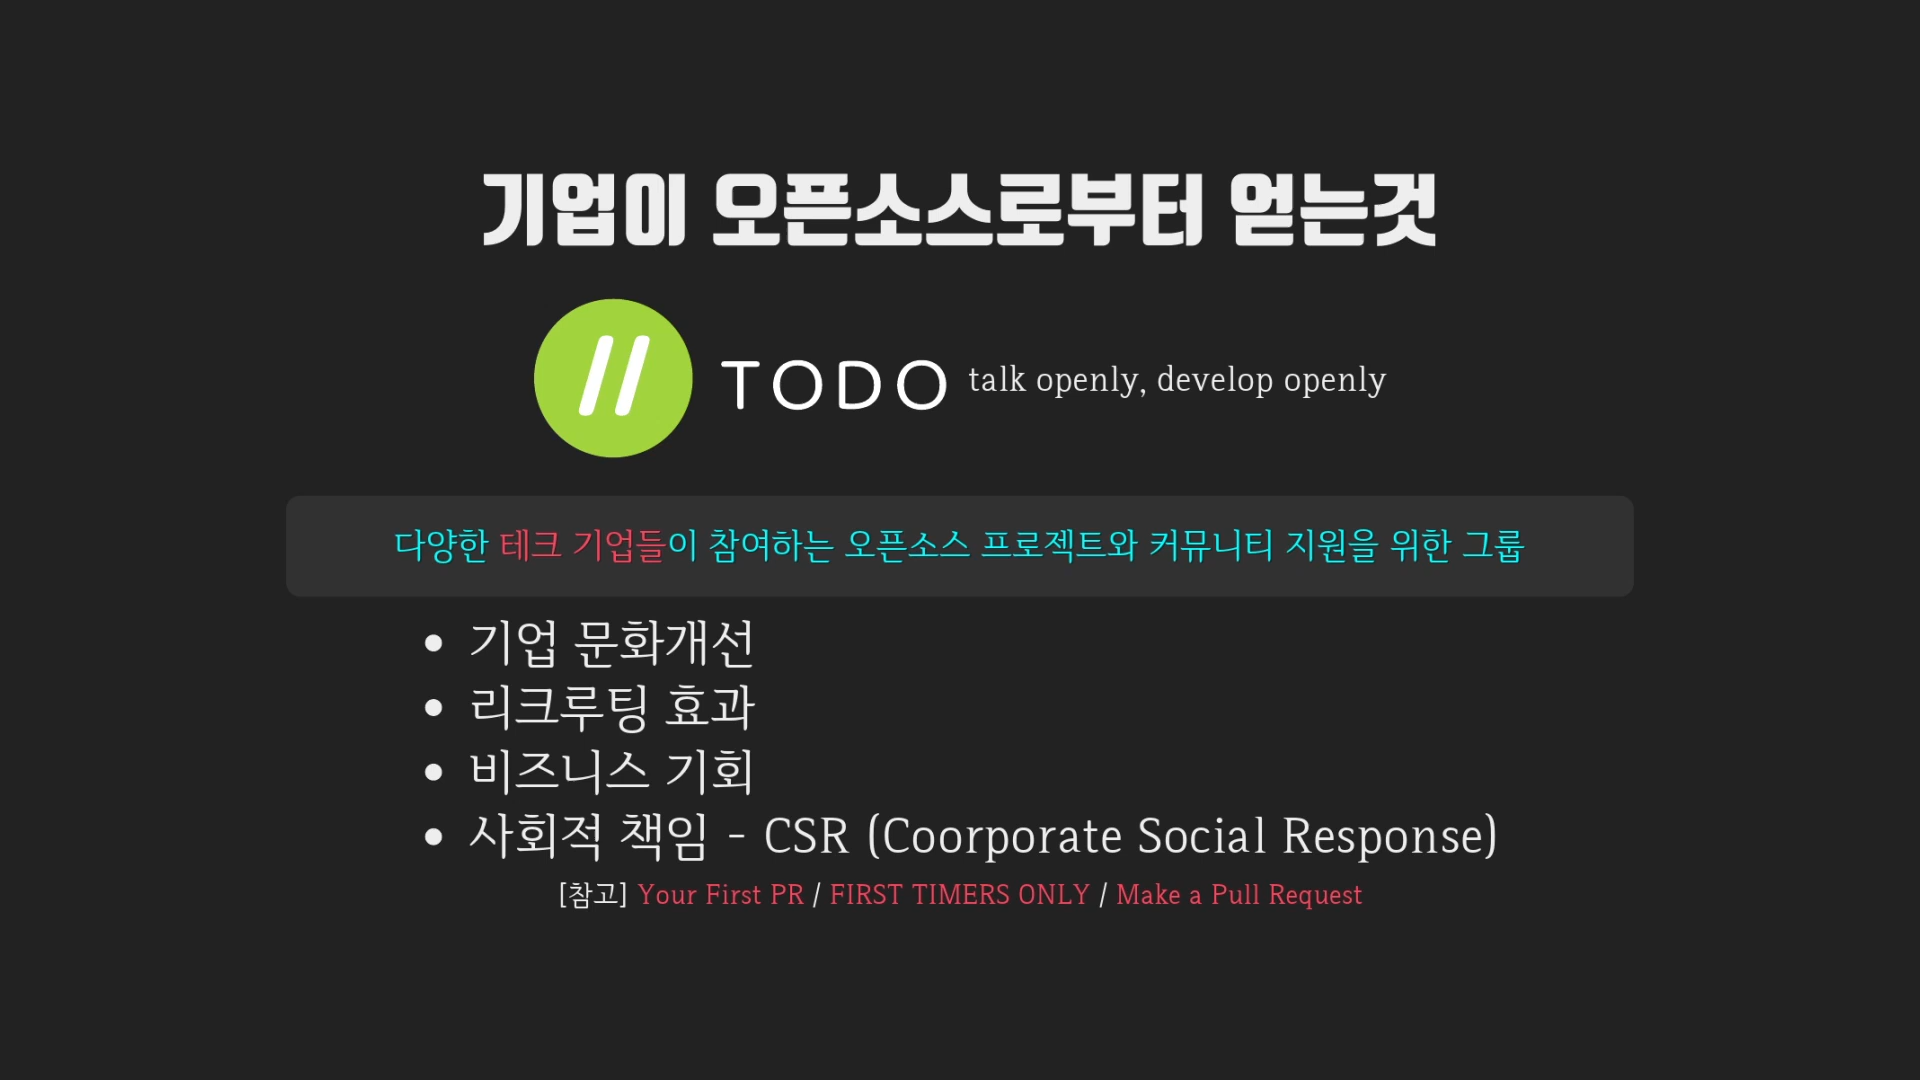 기업이 오픈소스로부터 얻는것
// TODO talk openly, develop openly
다양한 테크 기업들이 참여하는 오픈소스 프로젝트와 커뮤니티 지원을 위한 그룹
• 기업 문화개선
• 리크루팅 효과
• 비즈니스 기회
• 사회적 책임 - CSR (Coorporate Social Response)
[참고] Your First PR / FIRST TIMERS ONLY / Make a Pull Request